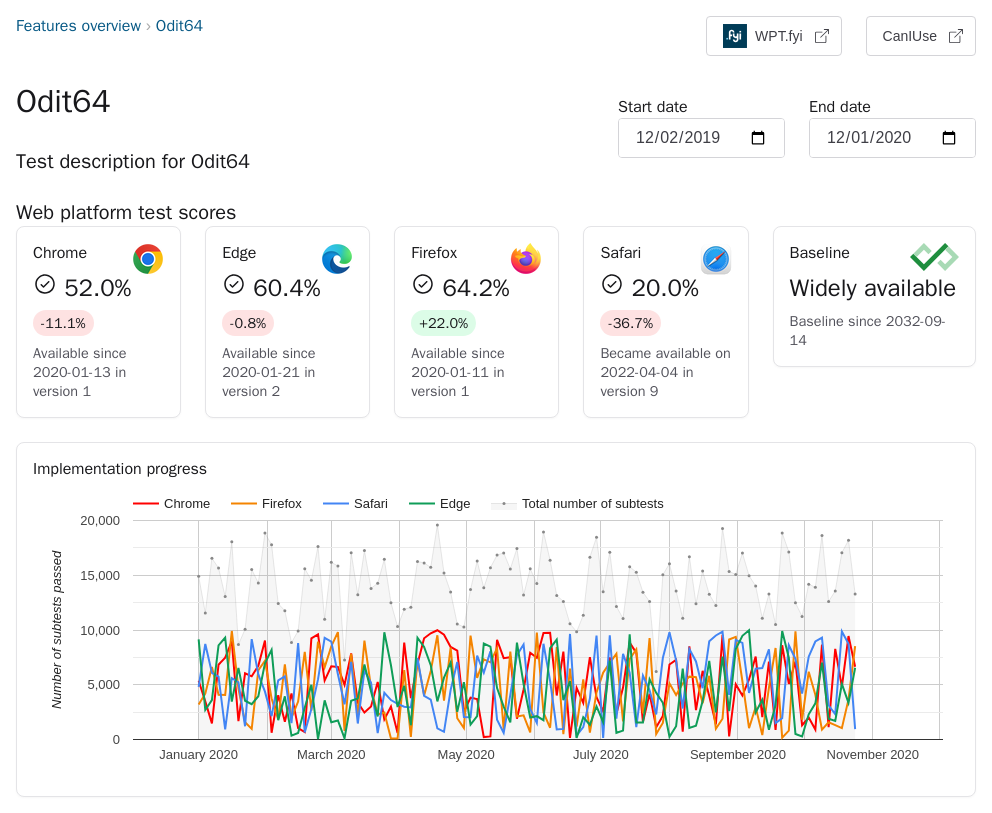 Features overview › Odit64
.fyi WPT.fyi
CanIUse
Odit64
Start date
12/02/2019
End date
12/01/2020
Test description for Odit64
Web platform test scores
Chrome
52.0%
-11.1%
Available since
2020-01-13 in
version 1
Edge
60.4%
-0.8%
Available since
2020-01-21 in
version 2
Firefox
64.2%
+22.0%
Available since
2020-01-11 in
version 1
Safari
20.0%
-36.7%
Became available on
2022-04-04 in
version 9
Baseline
Widely available
Baseline since 2032-09-
14
Implementation progress
Chrome Firefox Safari Edge Total number of subtests
Number of subtests passed
20,000
15,000
10,000
5,000
0
January 2020 March 2020 May 2020 July 2020 September 2020 November 2020